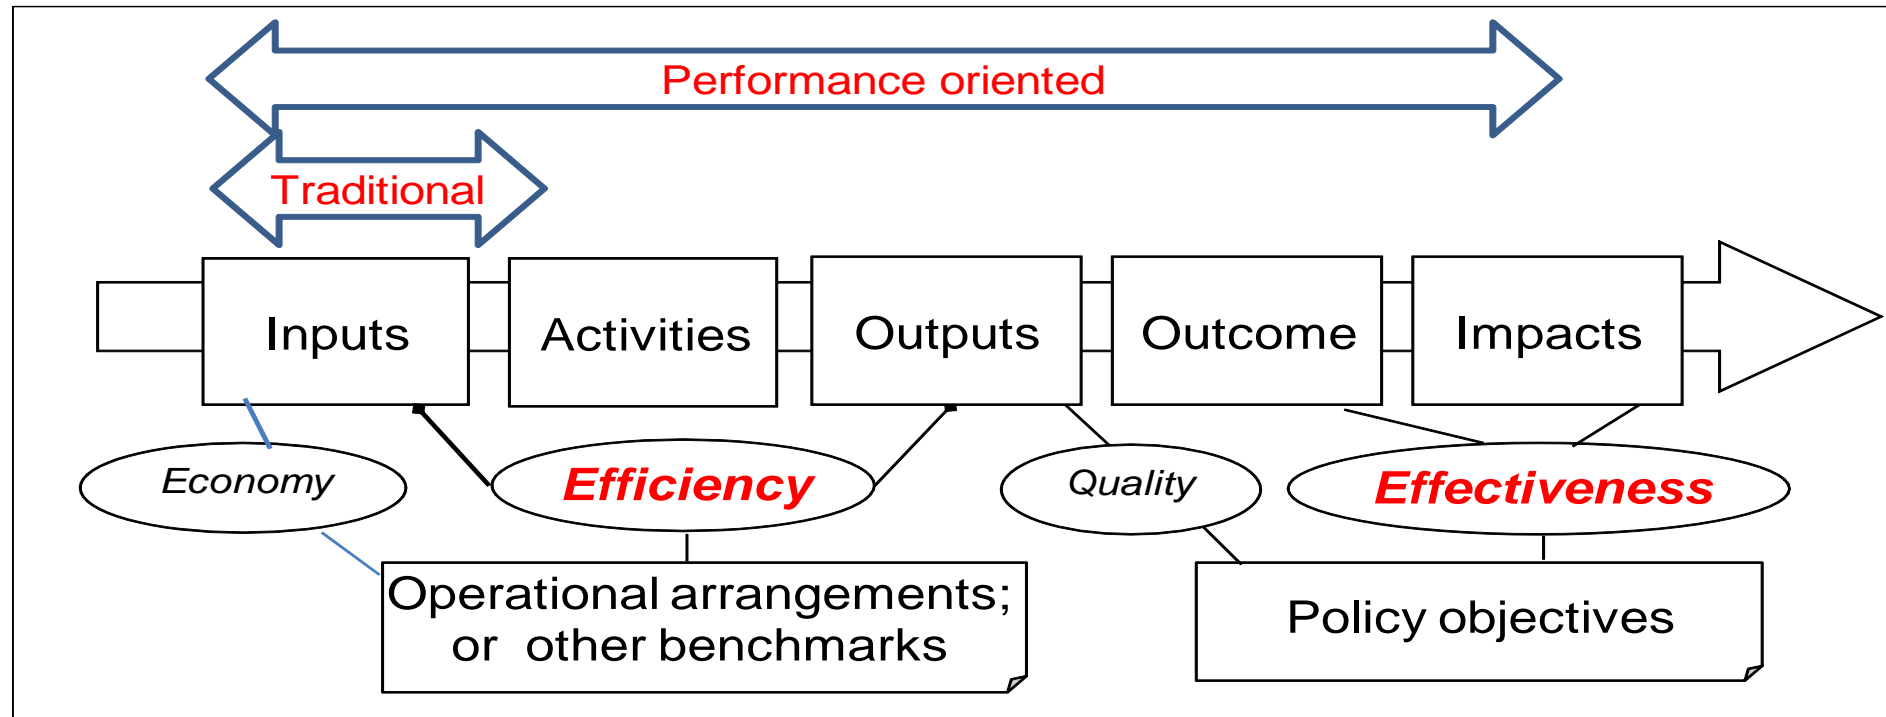 Performance oriented
Traditional
Inputs
Activities
Outputs
Outcome
Impacts
Economy
Efficiency
Quality
Effectiveness
Operational arrangements;
or other benchmarks
Policy objectives